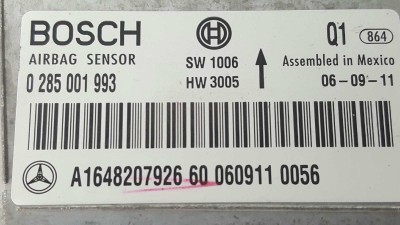 BOSCH Q1 864
AIRBAG SENSOR SW 1006 Assembled in Mexico
0 285 001 993 HW 3005 06-09-11
A1648207926 60 060911 0056